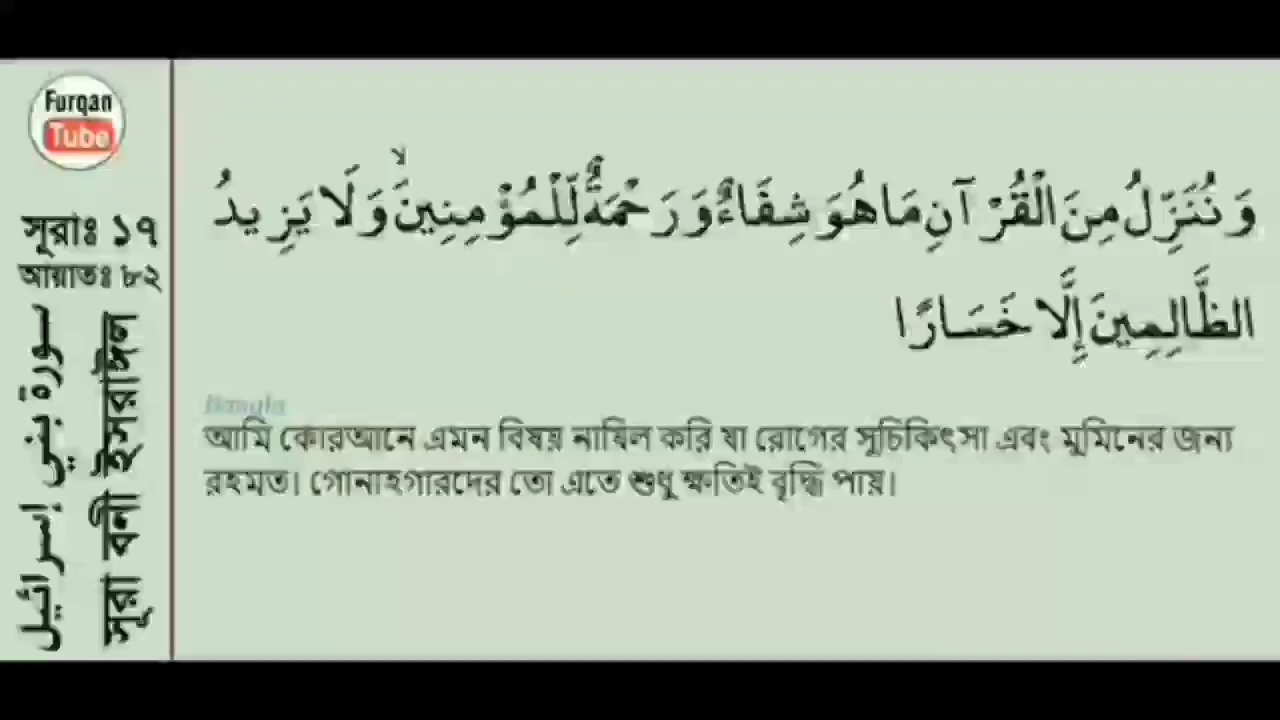 Furqan
Tube
সূরাঃ ১৭
আয়াতঃ ৮২
سورة بني إسرائيل
সূরা বনী ইসরাঈল
وَنُنَزِّلُ مِنَ الْقُرْآنِ مَا هُوَ شِفَاءٌ وَرَحْمَةٌ لِّلْمُؤْمِنِينَ ۙ وَلَا يَزِيدُ
الظَّالِمِينَ إِلَّا خَسَارًا
Bangla
আমি কোরআনে এমন বিষয় নাযিল করি যা রোগের সূচিকিৎসা এবং মুমিনের জন্য
রহমত। গোনাহগারদের তো এতে শুধু ক্ষতিই বৃদ্ধি পায়।